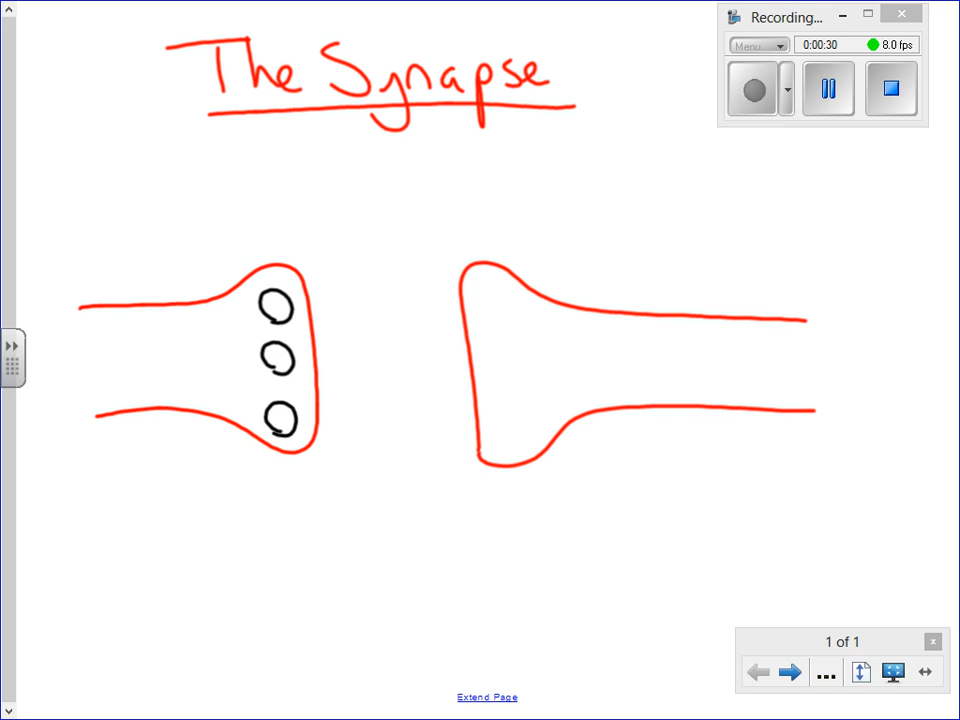 The Synapse
Recording...
Menu
0:00:30
8.0 fps
1 of 1
...
Extend Page